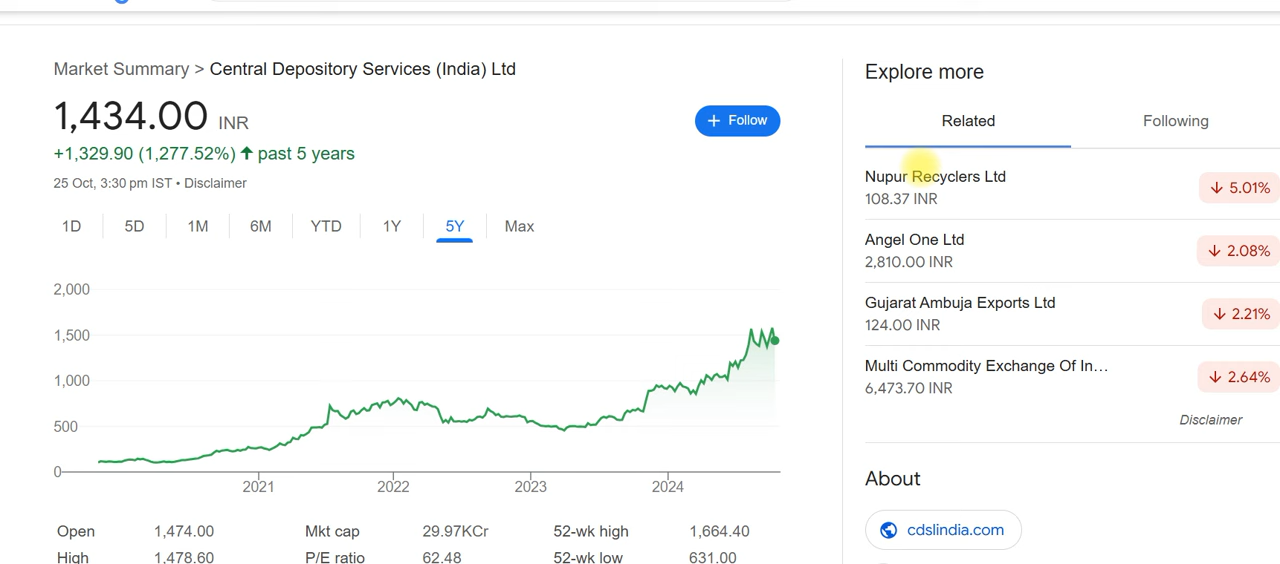 Market Summary > Central Depository Services (India) Ltd
1,434.00 INR
+ Follow
+1,329.90 (1,277.52%) ↑ past 5 years
25 Oct, 3:30 pm IST • Disclaimer
1D 5D 1M 6M YTD 1Y 5Y Max
2,000
1,500
1,000
500
0
2021 2022 2023 2024
Open 1,474.00 Mkt cap 29.97KCr 52-wk high 1,664.40
High 1,478.60 P/E ratio 62.48 52-wk low 631.00
Explore more
Related Following
Nupur Recyclers Ltd
108.37 INR
↓ 5.01%
Angel One Ltd
2,810.00 INR
↓ 2.08%
Gujarat Ambuja Exports Ltd
124.00 INR
↓ 2.21%
Multi Commodity Exchange Of In...
6,473.70 INR
↓ 2.64%
Disclaimer
About
cdslindia.com